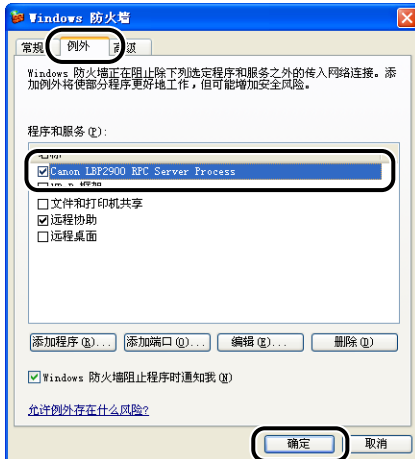 Windows 防火墙
常规
例外
高级
Windows 防火墙正在阻止除下列选定程序和服务之外的传入网络连接。添
加例外将使部分程序更好地工作，但可能增加安全风险。
程序和服务(P):
名称
Canon LBP2900 RPC Server Process
框架
文件和打印机共享
远程协助
远程桌面
添加程序(R)...
添加端口(O)...
编辑(E)...
删除(D)
Windows 防火墙阻止程序时通知我(N)
允许例外存在什么风险?
确定
取消